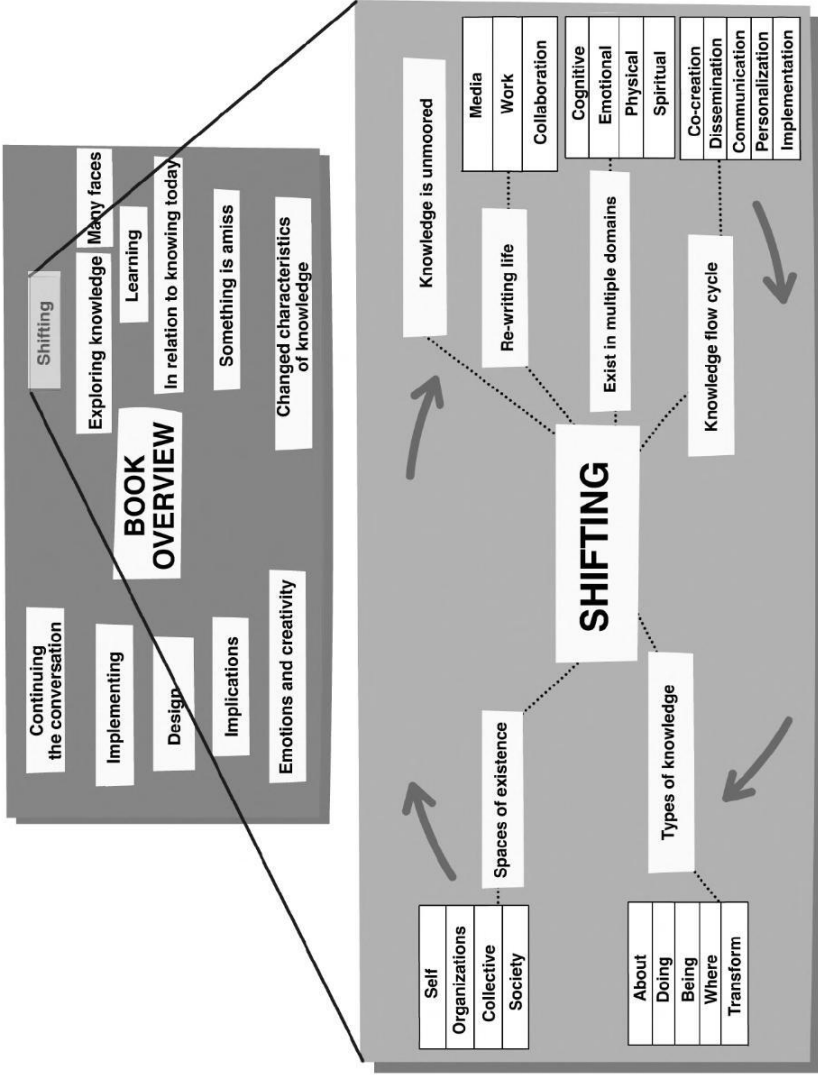 Shifting
Exploring knowledge
Many faces
Learning
In relation to knowing today
Something is amiss
Changed characteristics
of knowledge
BOOK
OVERVIEW
Continuing
the conversation
Implementing
Design
Implications
Emotions and creativity
SHIFTING
Knowledge is unmoored
Re-writing life
Media
Work
Collaboration
Exist in multiple domains
Cognitive
Emotional
Physical
Spiritual
Knowledge flow cycle
Co-creation
Dissemination
Communication
Personalization
Implementation
Types of knowledge
About
Doing
Being
Where
Transform
Spaces of existence
Self
Organizations
Collective
Society